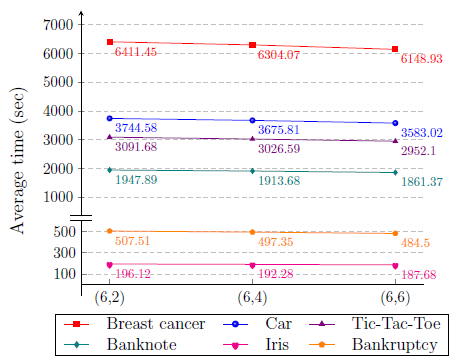 Average time (sec)
7000
6000
5000
4000
3000
2000
1000
500
300
100
6411.45 6304.07 6148.93
3744.58 3675.81 3583.02
3091.68 3026.59 2952.1
1947.89 1913.68 1861.37
507.51 497.35 484.5
196.12 192.28 187.68
(6,2) (6,4) (6,6)
Breast cancer Car Tic-Tac-Toe
Banknote Iris Bankruptcy